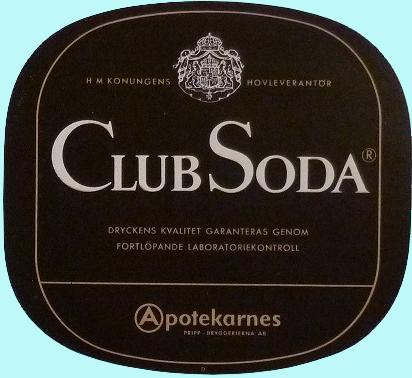 H M KONUNGENS HOVLEVERANTÖR
CLUB SODA®
DRYCKENS KVALITET GARANTERAS GENOM
FORTLÖPANDE LABORATORIEKONTROLL
Apotekarnes
PRIPP-BRYGGERIERNA AB